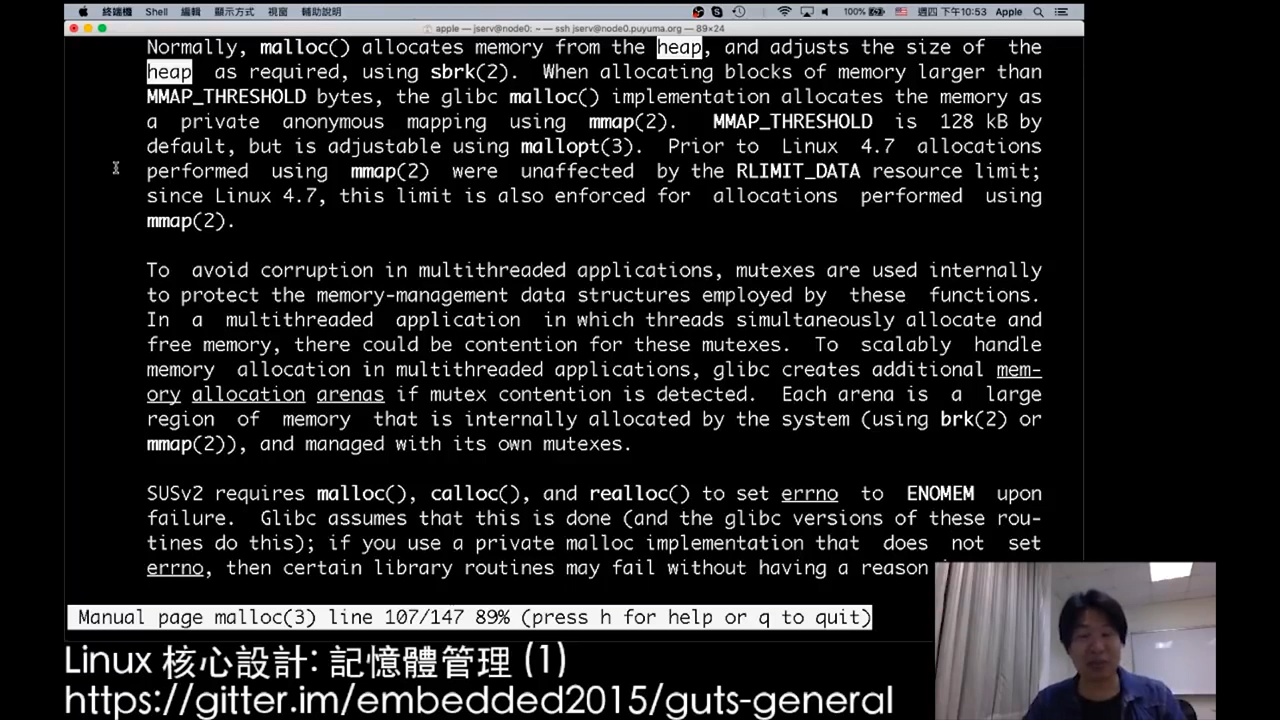 終端機 Shell 編輯 顯示方式 視窗 輔助說明 100% 週四 下午10:53 Apple
apple — jserv@node0: ~ — ssh jserv@node0.puyuma.org — 89×24
Normally, malloc() allocates memory from the heap, and adjusts the size of the
heap as required, using sbrk(2). When allocating blocks of memory larger than
MMAP_THRESHOLD bytes, the glibc malloc() implementation allocates the memory as
a private anonymous mapping using mmap(2). MMAP_THRESHOLD is 128 kB by
default, but is adjustable using mallopt(3). Prior to Linux 4.7 allocations
performed using mmap(2) were unaffected by the RLIMIT_DATA resource limit;
since Linux 4.7, this limit is also enforced for allocations performed using
mmap(2).
To avoid corruption in multithreaded applications, mutexes are used internally
to protect the memory-management data structures employed by these functions.
In a multithreaded application in which threads simultaneously allocate and
free memory, there could be contention for these mutexes. To scalably handle
memory allocation in multithreaded applications, glibc creates additional mem-
ory allocation arenas if mutex contention is detected. Each arena is a large
region of memory that is internally allocated by the system (using brk(2) or
mmap(2)), and managed with its own mutexes.
SUSv2 requires malloc(), calloc(), and realloc() to set errno to ENOMEM upon
failure. Glibc assumes that this is done (and the glibc versions of these rou-
tines do this); if you use a private malloc implementation that does not set
errno, then certain library routines may fail without having a reason
Manual page malloc(3) line 107/147 89% (press h for help or q to quit)
Linux 核心設計: 記憶體管理 (1)
https://gitter.im/embedded2015/guts-general